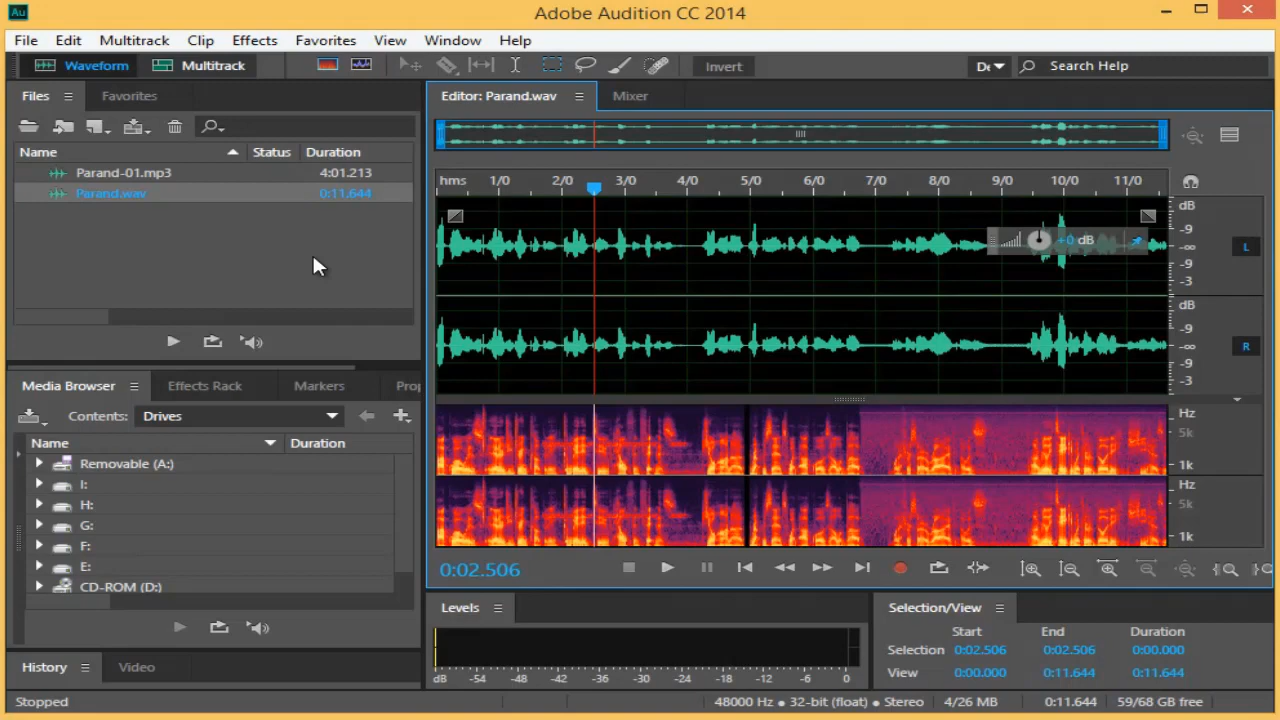 Au
Adobe Audition CC 2014
File Edit Multitrack Clip Effects Favorites View Window Help
Waveform Multitrack Invert De Search Help
Files Favorites Editor: Parand.wav Mixer
Name Status Duration
Parand-01.mp3 4:01.213
Parand.wav 0:11.644
hms 1/0 2/0 3/0 4/0 5/0 6/0 7/0 8/0 9/0 10/0 11/0
dB
-9
-∞
-9
-3
+0 dB
L
dB
-9
-∞
-9
-3
R
Media Browser Effects Rack Markers Prop
Contents: Drives
Name Duration
Removable (A:)
I:
H:
G:
F:
E:
CD-ROM (D:)
Hz
5k
1k
Hz
5k
1k
0:02.506
Levels
dB -54 -48 -42 -36 -30 -24 -18 -12 -6 0
Selection/View
Start End Duration
Selection 0:02.506 0:02.506 0:00.000
View 0:00.000 0:11.644 0:11.644
History Video
Stopped 48000 Hz ● 32-bit (float) ● Stereo 4/26 MB 0:11.644 59/68 GB free